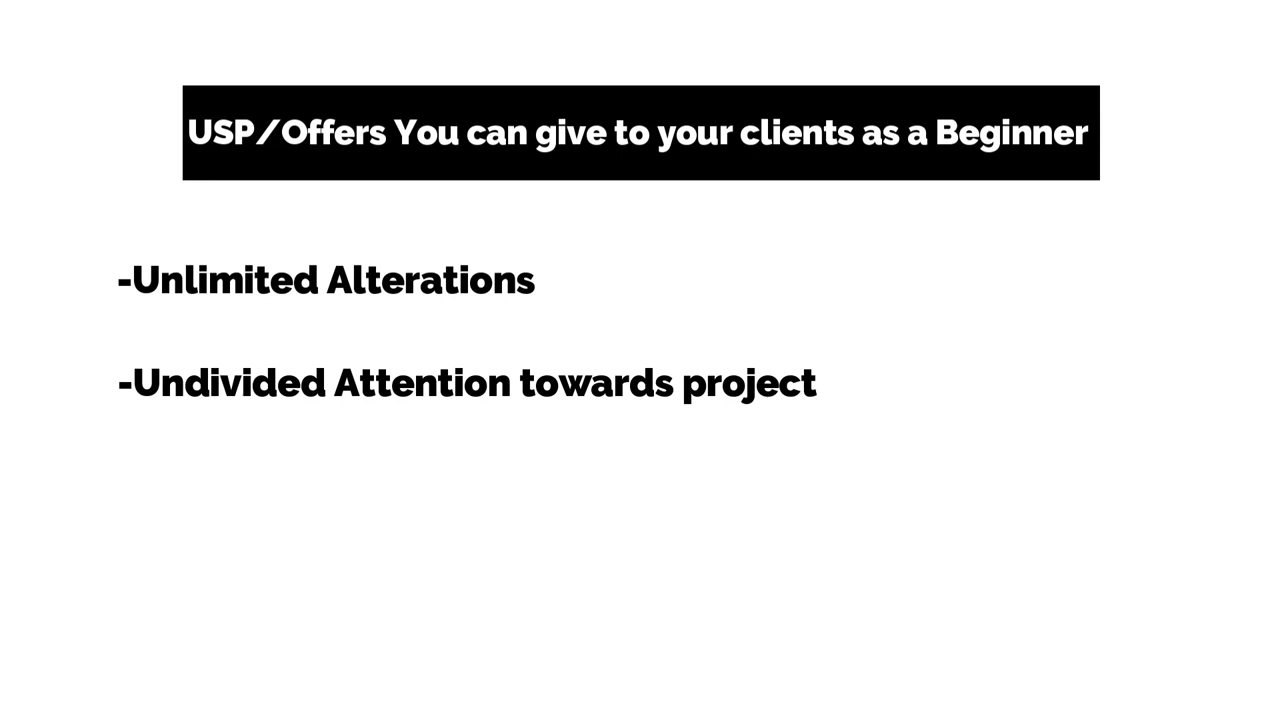 USP/Offers You can give to your clients as a Beginner
-Unlimited Alterations
-Undivided Attention towards project